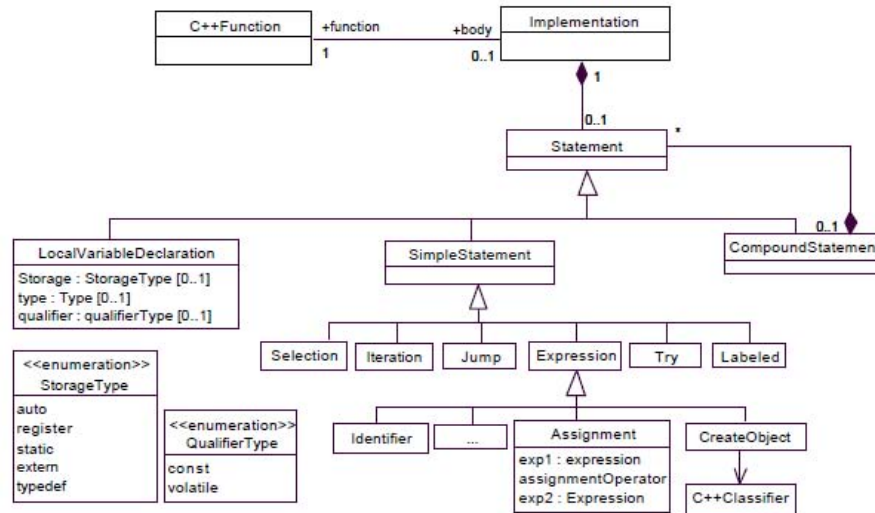 C++Function
+function
+body
Implementation
1
0..1
1
0..1
Statement
*
0..1
LocalVariableDeclaration
Storage : StorageType [0..1]
type : Type [0..1]
qualifier : qualifierType [0..1]
SimpleStatement
CompoundStatement
Selection
Iteration
Jump
Expression
Try
Labeled
<<enumeration>>
StorageType
auto
register
static
extern
typedef
<<enumeration>>
QualifierType
const
volatile
Identifier
...
Assignment
exp1 : expression
assignmentOperator
exp2 : Expression
CreateObject
C++Classifier